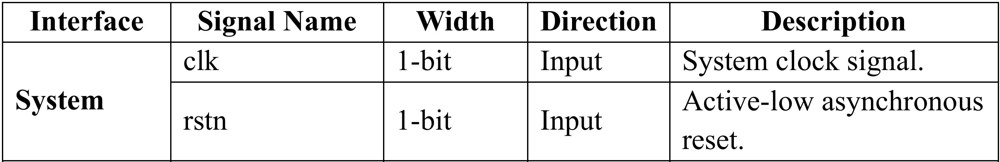 Interface Signal Name Width Direction Description
System
clk 1-bit Input System clock signal.
rstn 1-bit Input Active-low asynchronous
reset.